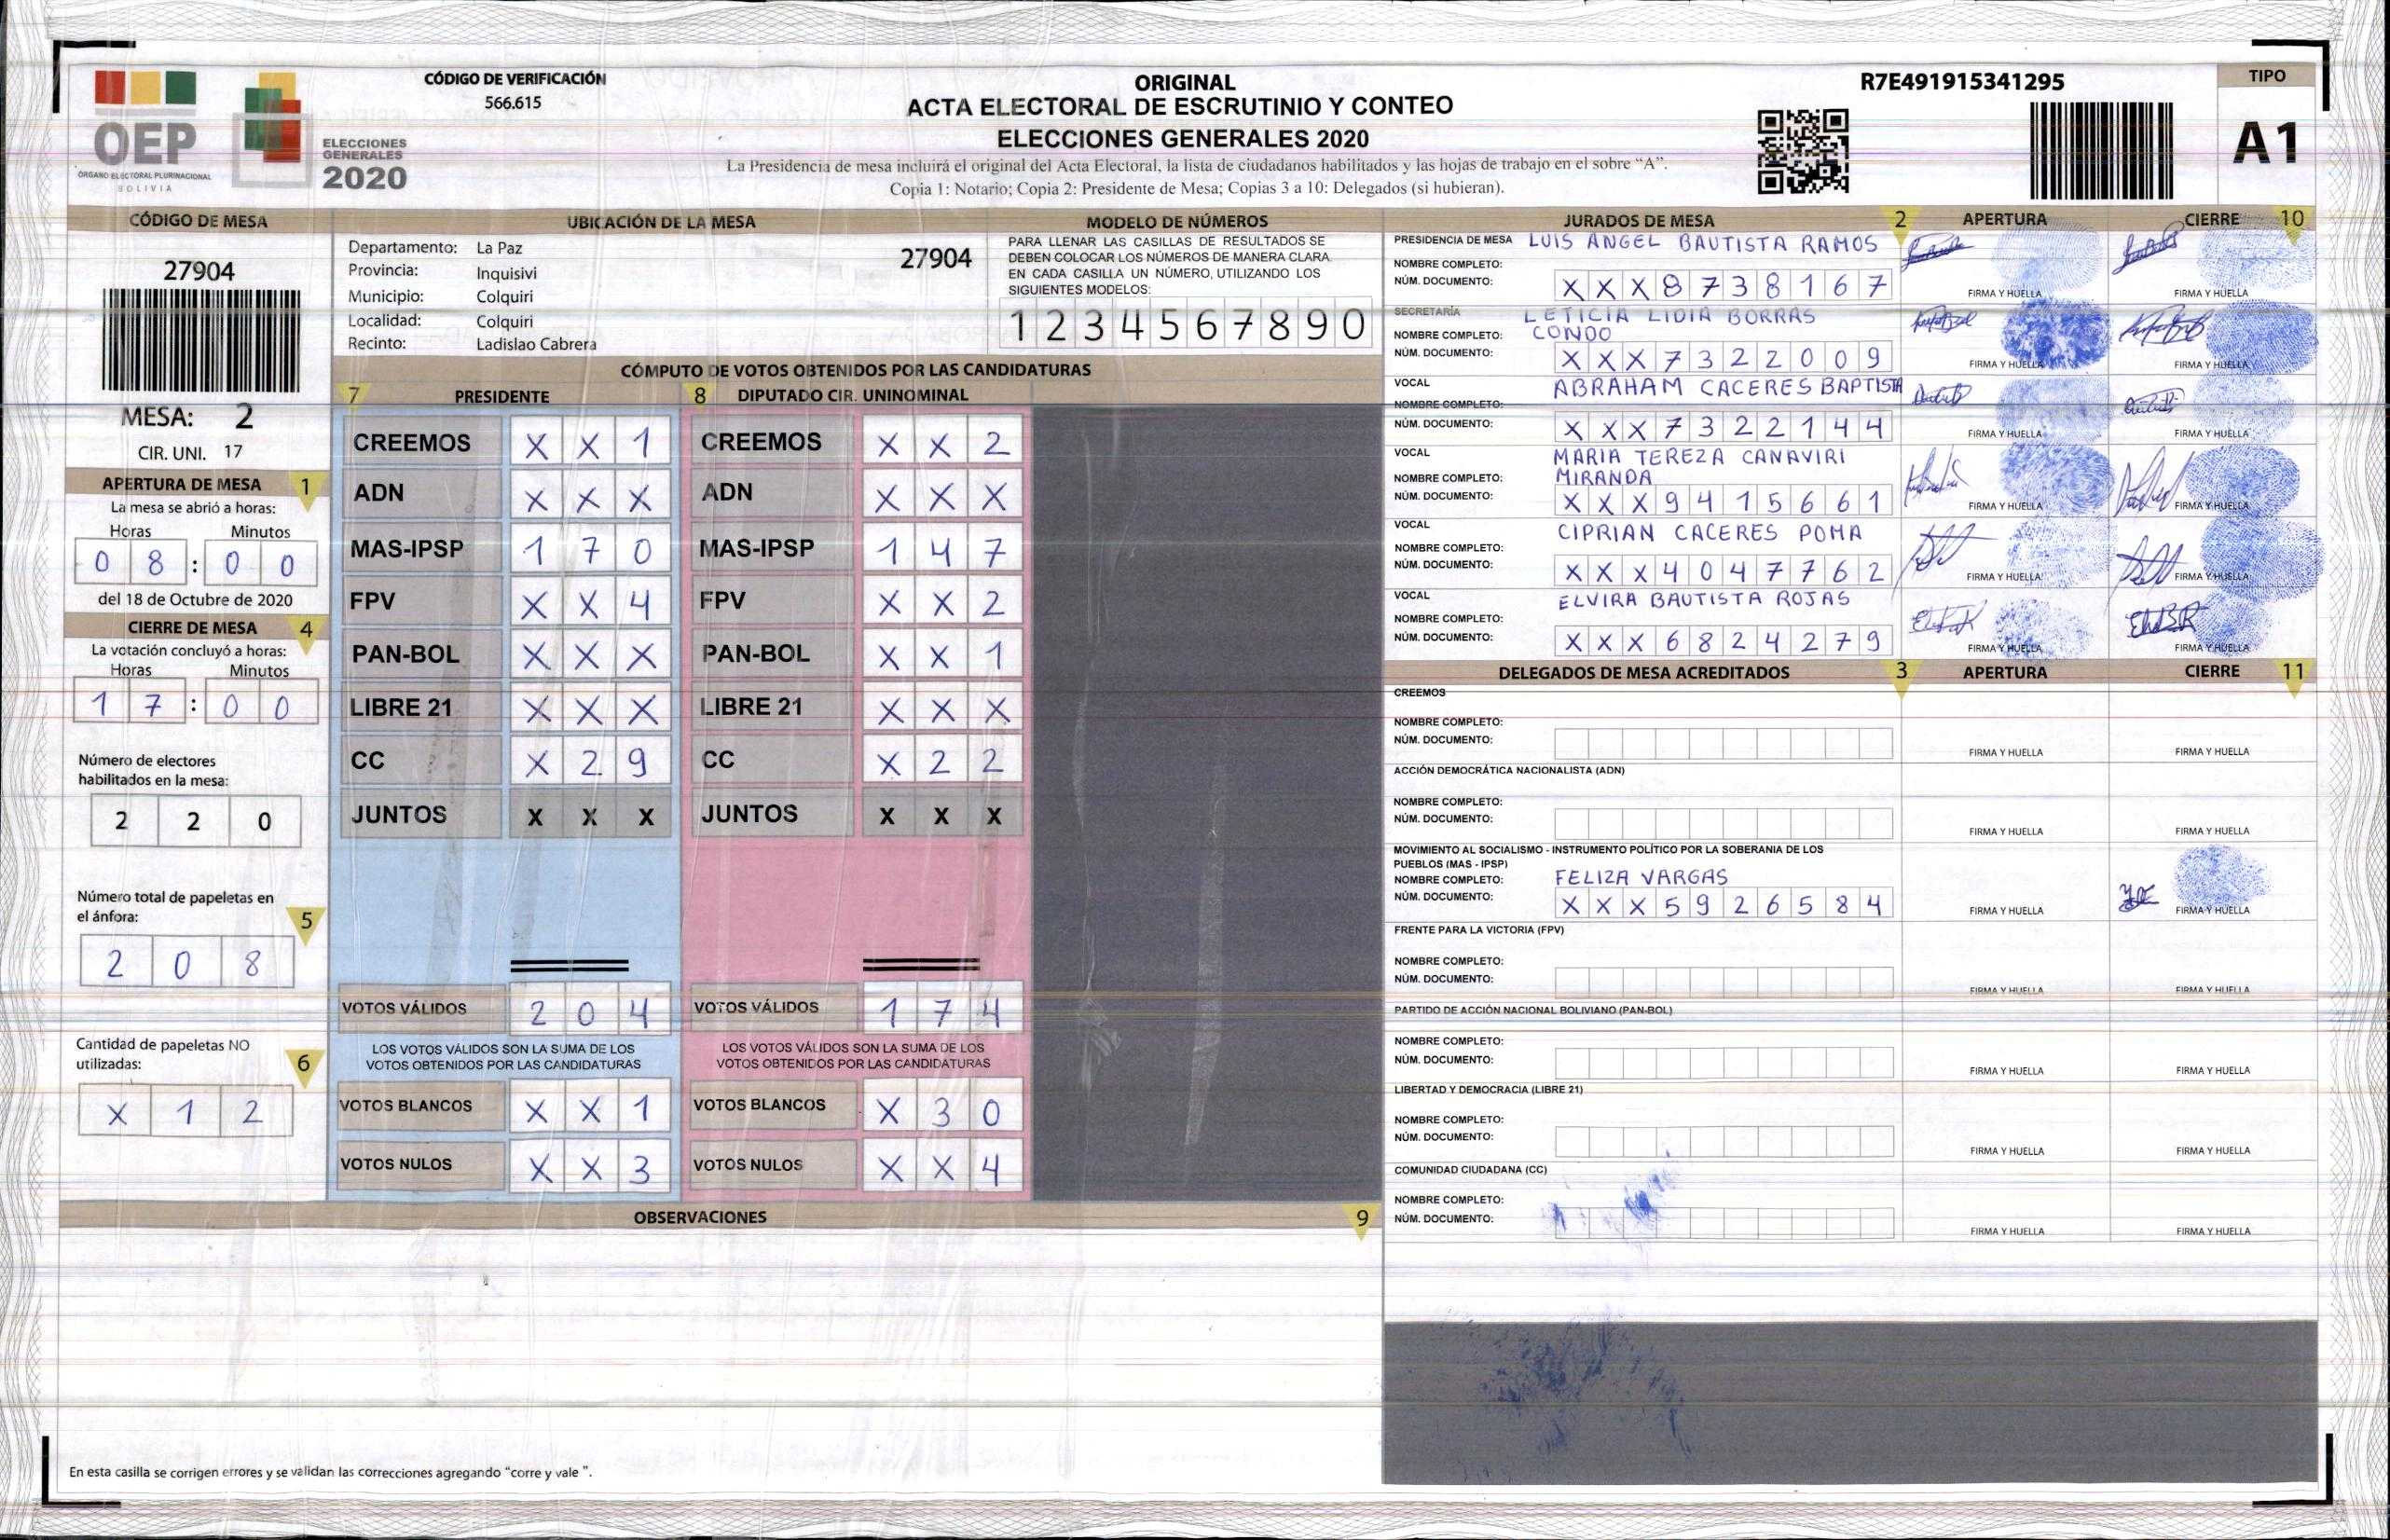 OEP
ÓRGANO ELECTORAL PLURINACIONAL
BOLIVIA
ELECCIONES
GENERALES
2020
CÓDIGO DE VERIFICACIÓN
566.615
ORIGINAL
ACTA ELECTORAL DE ESCRUTINIO Y CONTEO
ELECCIONES GENERALES 2020
La Presidencia de mesa incluirá el original del Acta Electoral, la lista de ciudadanos habilitados y las hojas de trabajo en el sobre “A”.
Copia 1: Notario; Copia 2: Presidente de Mesa; Copias 3 a 10: Delegados (si hubieran).
R7E491915341295
TIPO
A1
CÓDIGO DE MESA
27904
MESA: 2
CIR. UNI. 17
APERTURA DE MESA 1
La mesa se abrió a horas:
Horas Minutos
0 8 : 0 0
del 18 de Octubre de 2020
CIERRE DE MESA 4
La votación concluyó a horas:
Horas Minutos
1 7 : 0 0
Número de electores
habilitados en la mesa:
2 2 0
Número total de papeletas en
el ánfora: 5
2 0 8
Cantidad de papeletas NO
utilizadas: 6
X 1 2
UBICACIÓN DE LA MESA
Departamento: La Paz
27904
Provincia: Inquisivi
Municipio: Colquiri
Localidad: Colquiri
Recinto: Ladislao Cabrera
MODELO DE NÚMEROS
PARA LLENAR LAS CASILLAS DE RESULTADOS SE
DEBEN COLOCAR LOS NÚMEROS DE MANERA CLARA.
EN CADA CASILLA UN NÚMERO, UTILIZANDO LOS
SIGUIENTES MODELOS:
1 2 3 4 5 6 7 8 9 0
CÓMPUTO DE VOTOS OBTENIDOS POR LAS CANDIDATURAS
7 PRESIDENTE 8 DIPUTADO CIR. UNINOMINAL
CREEMOS X X 1 CREEMOS X X 2
ADN X X X ADN X X X
MAS-IPSP 1 7 0 MAS-IPSP 1 4 7
FPV X X 4 FPV X X 2
PAN-BOL X X X PAN-BOL X X 1
LIBRE 21 X X X LIBRE 21 X X X
CC X 2 9 CC X 2 2
JUNTOS X X X JUNTOS X X X
VOTOS VÁLIDOS 2 0 4 VOTOS VÁLIDOS 1 7 4
LOS VOTOS VÁLIDOS SON LA SUMA DE LOS LOS VOTOS VÁLIDOS SON LA SUMA DE LOS
VOTOS OBTENIDOS POR LAS CANDIDATURAS VOTOS OBTENIDOS POR LAS CANDIDATURAS
VOTOS BLANCOS X X 1 VOTOS BLANCOS X 3 0
VOTOS NULOS X X 3 VOTOS NULOS X X 4
OBSERVACIONES 9
En esta casilla se corrigen errores y se validan las correcciones agregando “corre y vale ”.
JURADOS DE MESA 2 APERTURA CIERRE 10
PRESIDENCIA DE MESA LUIS ANGEL BAUTISTA RAMOS
NOMBRE COMPLETO:
NÚM. DOCUMENTO: X X X 8 7 3 8 1 6 7 FIRMA Y HUELLA FIRMA Y HUELLA
SECRETARÍA LETICIA LIDIA BORRAS
NOMBRE COMPLETO: CONDO
NÚM. DOCUMENTO: X X X 7 3 2 2 0 0 9 FIRMA Y HUELLA FIRMA Y HUELLA
VOCAL ABRAHAM CACERES BAPTISTA
NOMBRE COMPLETO:
NÚM. DOCUMENTO: X X X 7 3 2 2 1 4 4 FIRMA Y HUELLA FIRMA Y HUELLA
VOCAL MARIA TEREZA CANAVIRI
NOMBRE COMPLETO: MIRANDA
NÚM. DOCUMENTO: X X X 9 4 1 5 6 6 1 FIRMA Y HUELLA FIRMA Y HUELLA
VOCAL CIPRIAN CACERES POMA
NOMBRE COMPLETO:
NÚM. DOCUMENTO: X X X 4 0 4 7 7 6 2 FIRMA Y HUELLA FIRMA Y HUELLA
VOCAL ELVIRA BAUTISTA ROJAS
NOMBRE COMPLETO:
NÚM. DOCUMENTO: X X X 6 8 2 4 2 7 9 FIRMA Y HUELLA FIRMA Y HUELLA
DELEGADOS DE MESA ACREDITADOS 3 APERTURA CIERRE 11
CREEMOS
NOMBRE COMPLETO:
NÚM. DOCUMENTO: FIRMA Y HUELLA FIRMA Y HUELLA
ACCIÓN DEMOCRÁTICA NACIONALISTA (ADN)
NOMBRE COMPLETO:
NÚM. DOCUMENTO: FIRMA Y HUELLA FIRMA Y HUELLA
MOVIMIENTO AL SOCIALISMO - INSTRUMENTO POLÍTICO POR LA SOBERANIA DE LOS
PUEBLOS (MAS - IPSP)
NOMBRE COMPLETO: FELIZA VARGAS
NÚM. DOCUMENTO: X X X 5 9 2 6 5 8 4 FIRMA Y HUELLA FIRMA Y HUELLA
FRENTE PARA LA VICTORIA (FPV)
NOMBRE COMPLETO:
NÚM. DOCUMENTO: FIRMA Y HUELLA FIRMA Y HUELLA
PARTIDO DE ACCIÓN NACIONAL BOLIVIANO (PAN-BOL)
NOMBRE COMPLETO:
NÚM. DOCUMENTO: FIRMA Y HUELLA FIRMA Y HUELLA
LIBERTAD Y DEMOCRACIA (LIBRE 21)
NOMBRE COMPLETO:
NÚM. DOCUMENTO: FIRMA Y HUELLA FIRMA Y HUELLA
COMUNIDAD CIUDADANA (CC)
NOMBRE COMPLETO:
NÚM. DOCUMENTO: FIRMA Y HUELLA FIRMA Y HUELLA